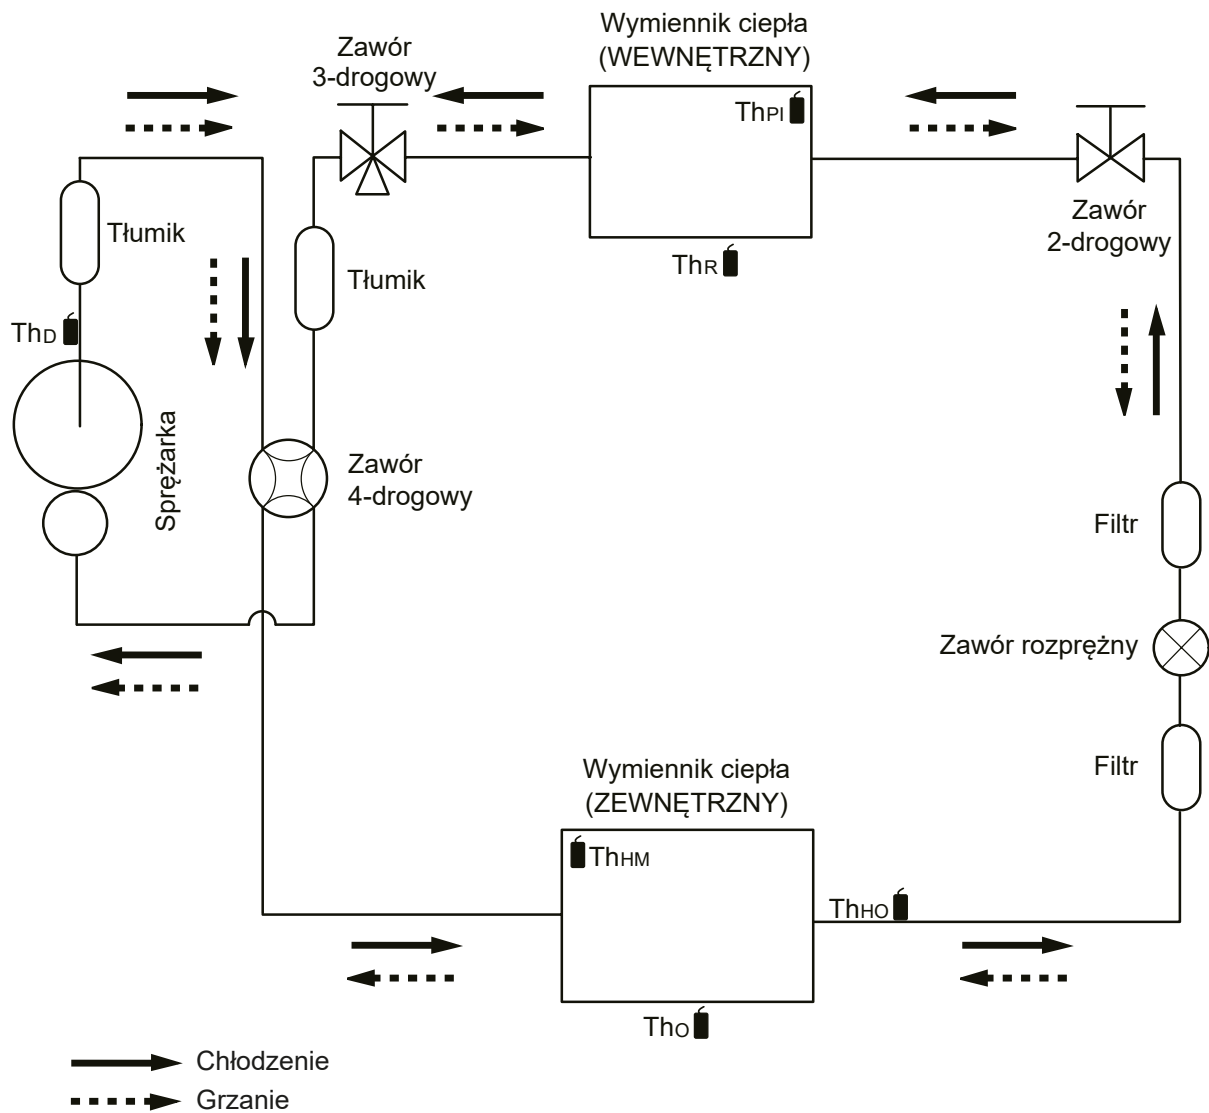 Wymiennik ciepła
(WEWNĘTRZNY)
Zawór
3-drogowy
ThPI
Zawór
2-drogowy
Tłumik
ThR
Tłumik
ThD
Sprężarka
Zawór
4-drogowy
Filtr
Zawór rozprężny
Filtr
Wymiennik ciepła
(ZEWNĘTRZNY)
ThHM
ThHO
ThO
Chłodzenie
Grzanie